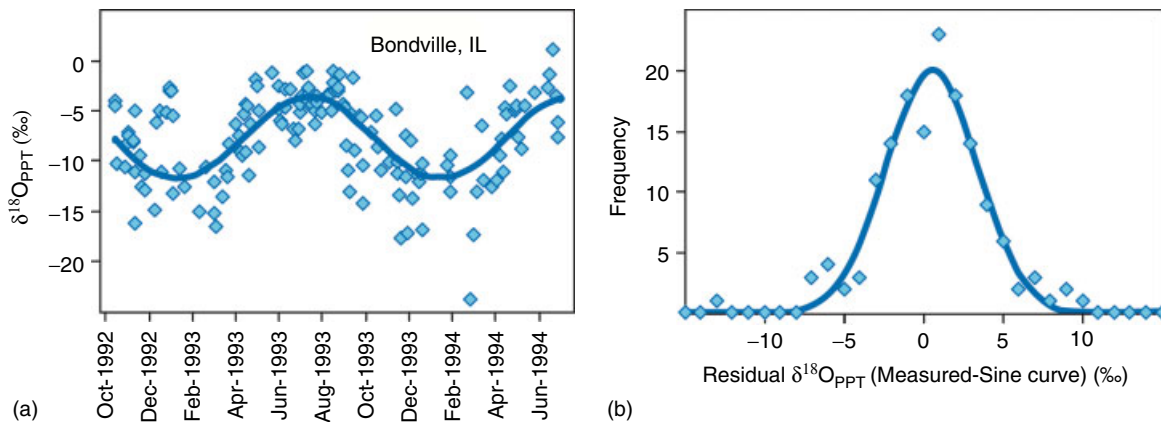 Bondville, IL
δ18OPPT (‰)
0
−5
−10
−15
−20
Oct-1992
Dec-1992
Feb-1993
Apr-1993
Jun-1993
Aug-1993
Oct-1993
Dec-1993
Feb-1994
Apr-1994
Jun-1994
(a)
Frequency
20
15
10
5
−10
−5
0
5
10
Residual δ18OPPT (Measured-Sine curve) (‰)
(b)